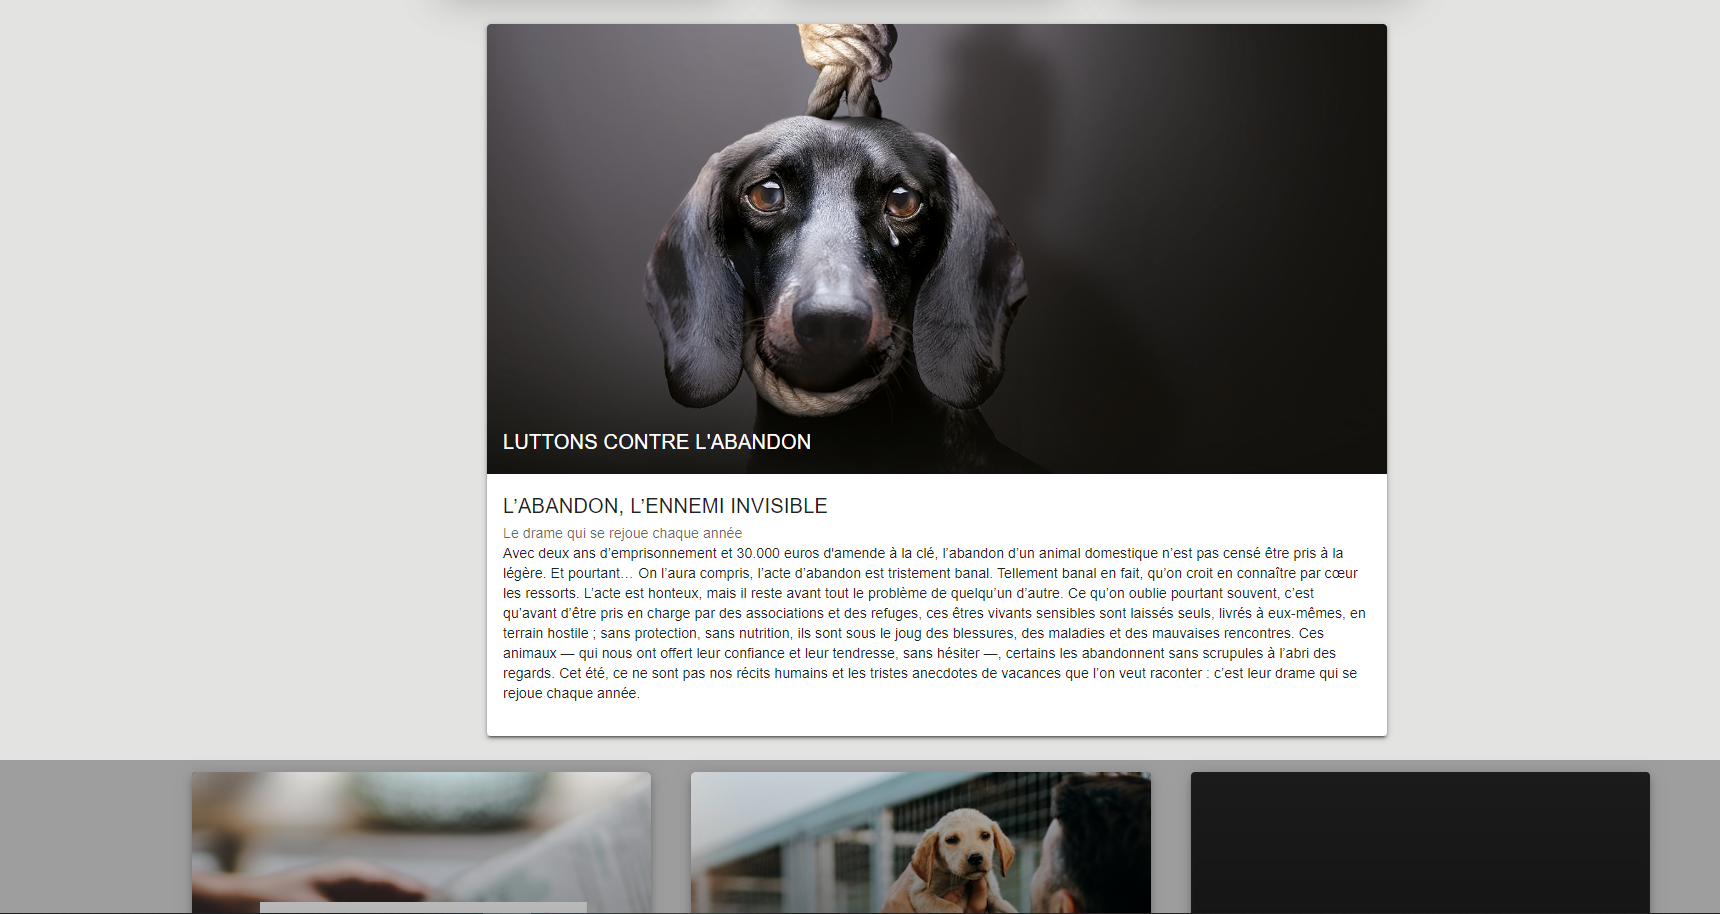 LUTTONS CONTRE L'ABANDON
L’ABANDON, L’ENNEMI INVISIBLE
Le drame qui se rejoue chaque année
Avec deux ans d’emprisonnement et 30.000 euros d'amende à la clé, l’abandon d’un animal domestique n’est pas censé être pris à la
légère. Et pourtant… On l’aura compris, l’acte d’abandon est tristement banal. Tellement banal en fait, qu’on croit en connaître par cœur
les ressorts. L’acte est honteux, mais il reste avant tout le problème de quelqu’un d’autre. Ce qu’on oublie pourtant souvent, c’est
qu’avant d’être pris en charge par des associations et des refuges, ces êtres vivants sensibles sont laissés seuls, livrés à eux-mêmes, en
terrain hostile ; sans protection, sans nutrition, ils sont sous le joug des blessures, des maladies et des mauvaises rencontres. Ces
animaux — qui nous ont offert leur confiance et leur tendresse, sans hésiter —, certains les abandonnent sans scrupules à l’abri des
regards. Cet été, ce ne sont pas nos récits humains et les tristes anecdotes de vacances que l’on veut raconter : c’est leur drame qui se
rejoue chaque année.